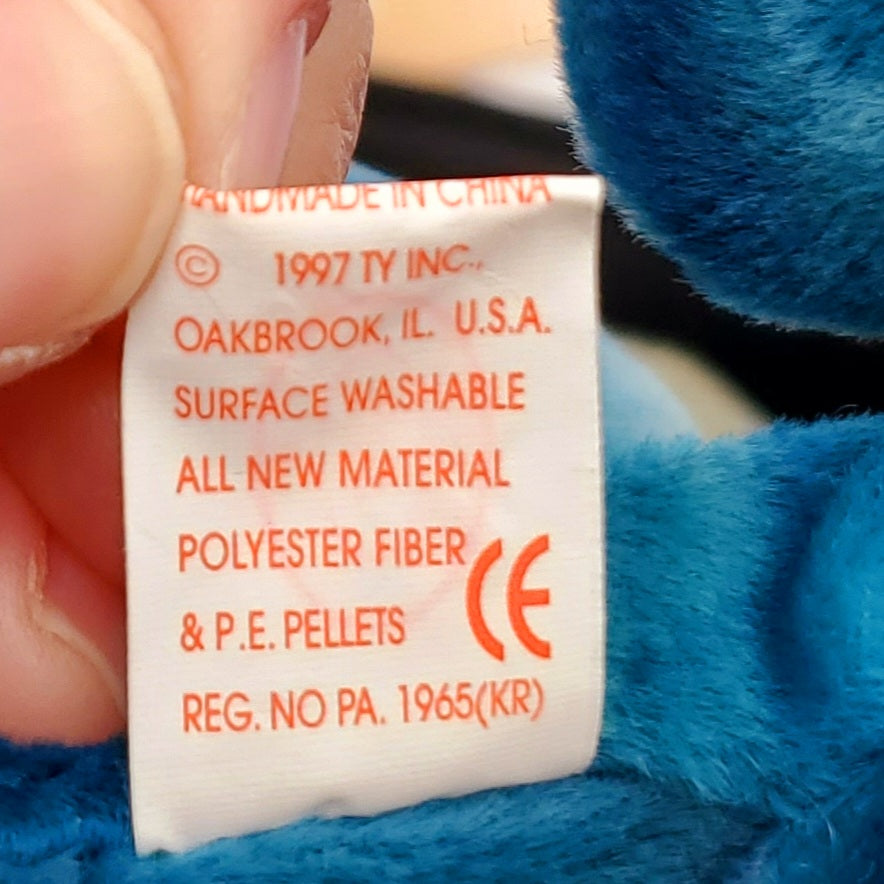 HANDMADE IN CHINA
© 1997 TY INC.,
OAKBROOK, IL. U.S.A.
SURFACE WASHABLE
ALL NEW MATERIAL
POLYESTER FIBER
& P.E. PELLETS CE
REG. NO PA. 1965(KR)